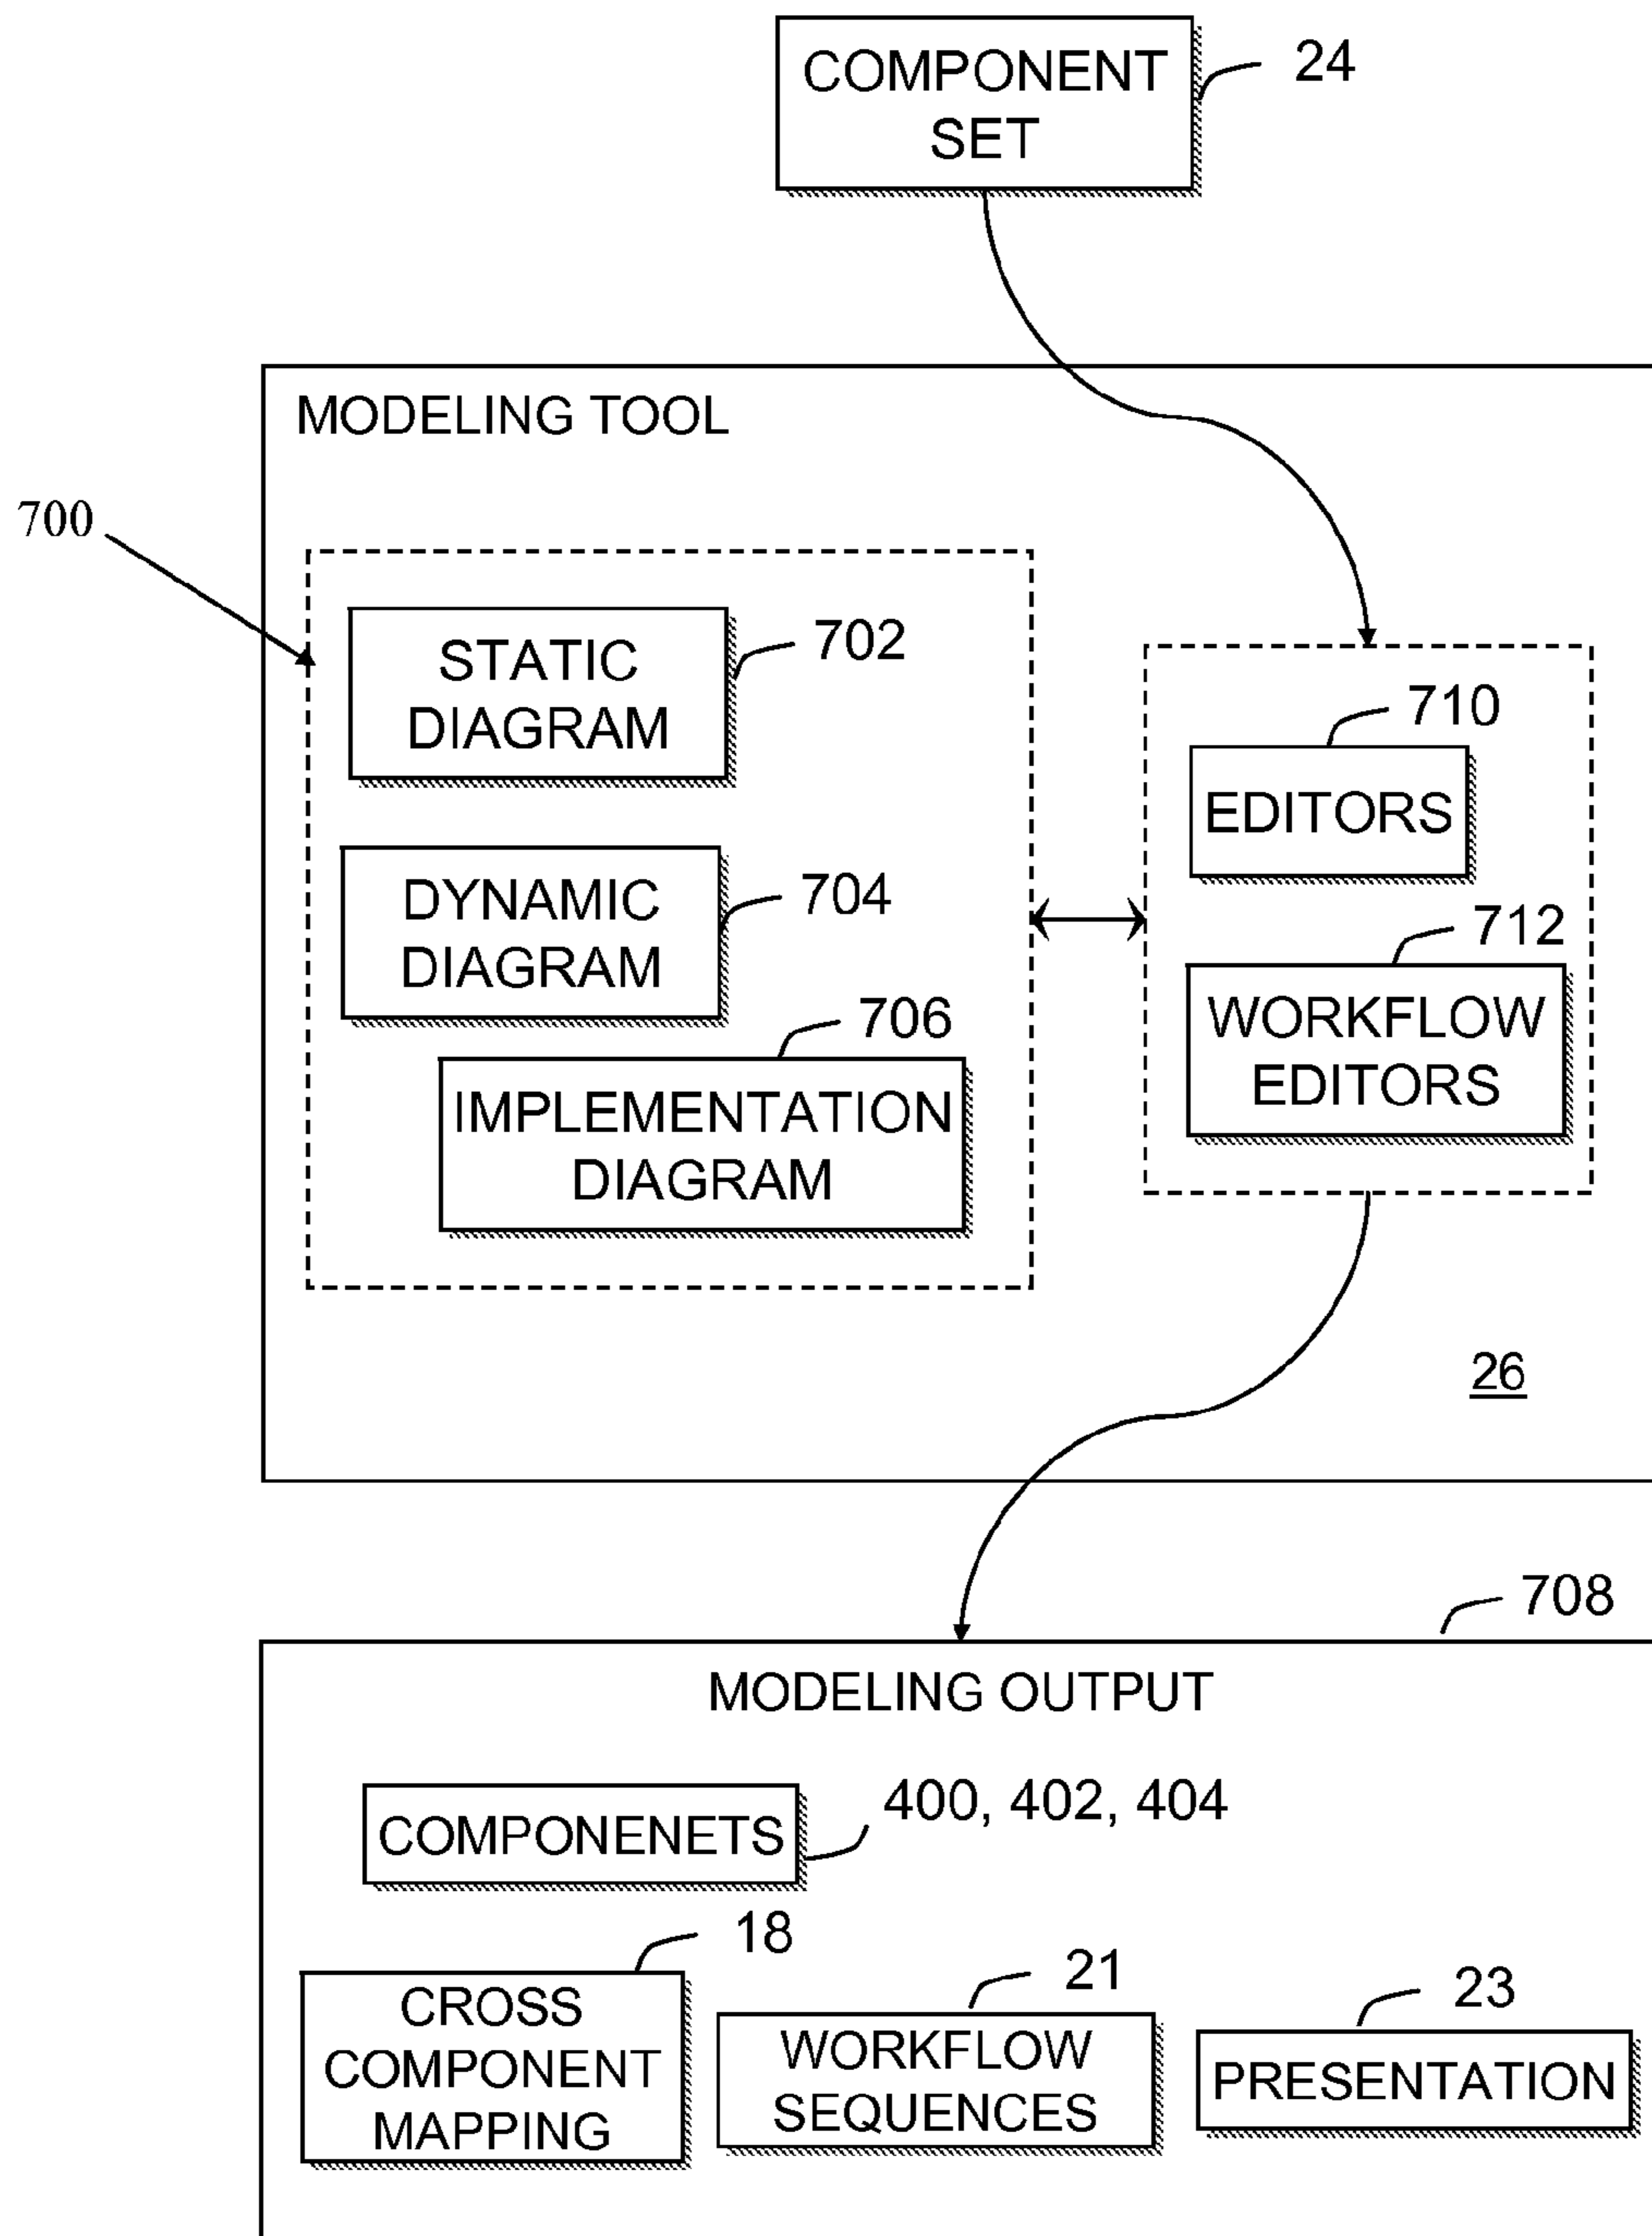 COMPONENT
SET
24
MODELING TOOL
700
STATIC
DIAGRAM
702
DYNAMIC
DIAGRAM
704
706
IMPLEMENTATION
DIAGRAM
710
EDITORS
712
WORKFLOW
EDITORS
26
708
MODELING OUTPUT
COMPONENETS
400, 402, 404
18
CROSS
COMPONENT
MAPPING
21
WORKFLOW
SEQUENCES
23
PRESENTATION